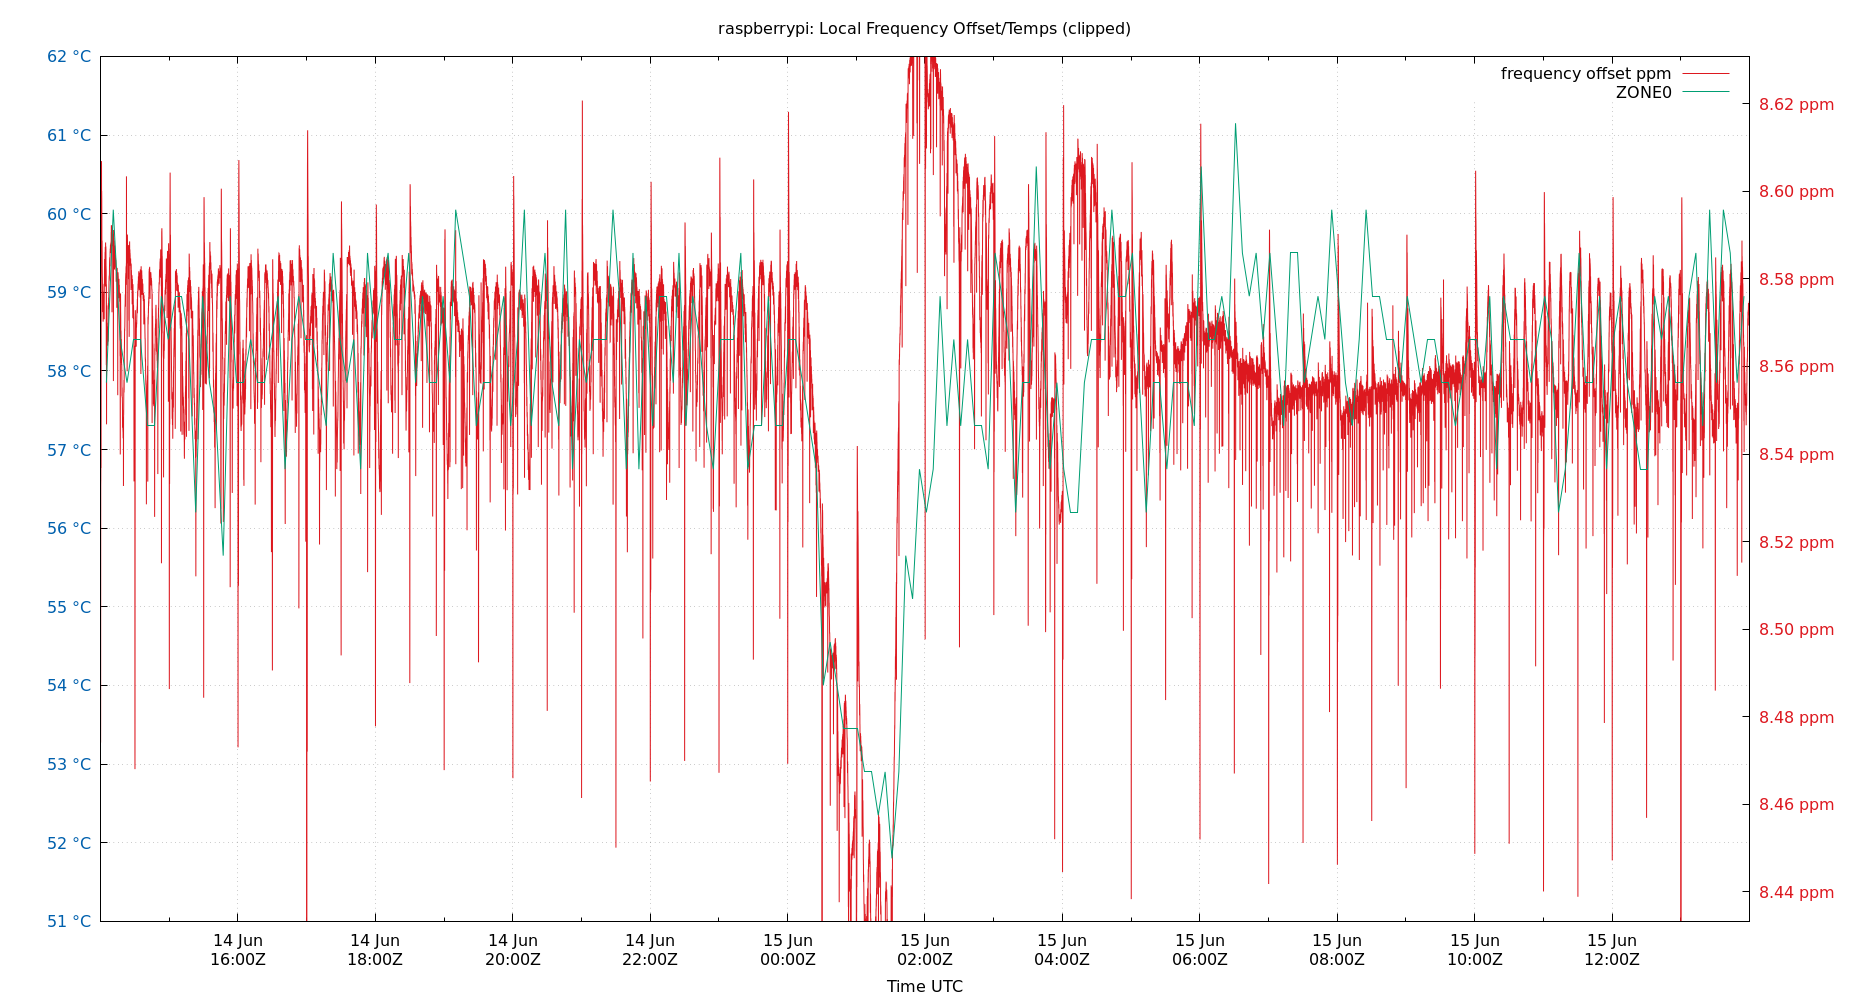 raspberrypi: Local Frequency Offset/Temps (clipped)
62 °C
61 °C
60 °C
59 °C
58 °C
57 °C
56 °C
55 °C
54 °C
53 °C
52 °C
51 °C
frequency offset ppm
ZONE0
8.62 ppm
8.60 ppm
8.58 ppm
8.56 ppm
8.54 ppm
8.52 ppm
8.50 ppm
8.48 ppm
8.46 ppm
8.44 ppm
14 Jun
16:00Z
14 Jun
18:00Z
14 Jun
20:00Z
14 Jun
22:00Z
15 Jun
00:00Z
15 Jun
02:00Z
15 Jun
04:00Z
15 Jun
06:00Z
15 Jun
08:00Z
15 Jun
10:00Z
15 Jun
12:00Z
Time UTC